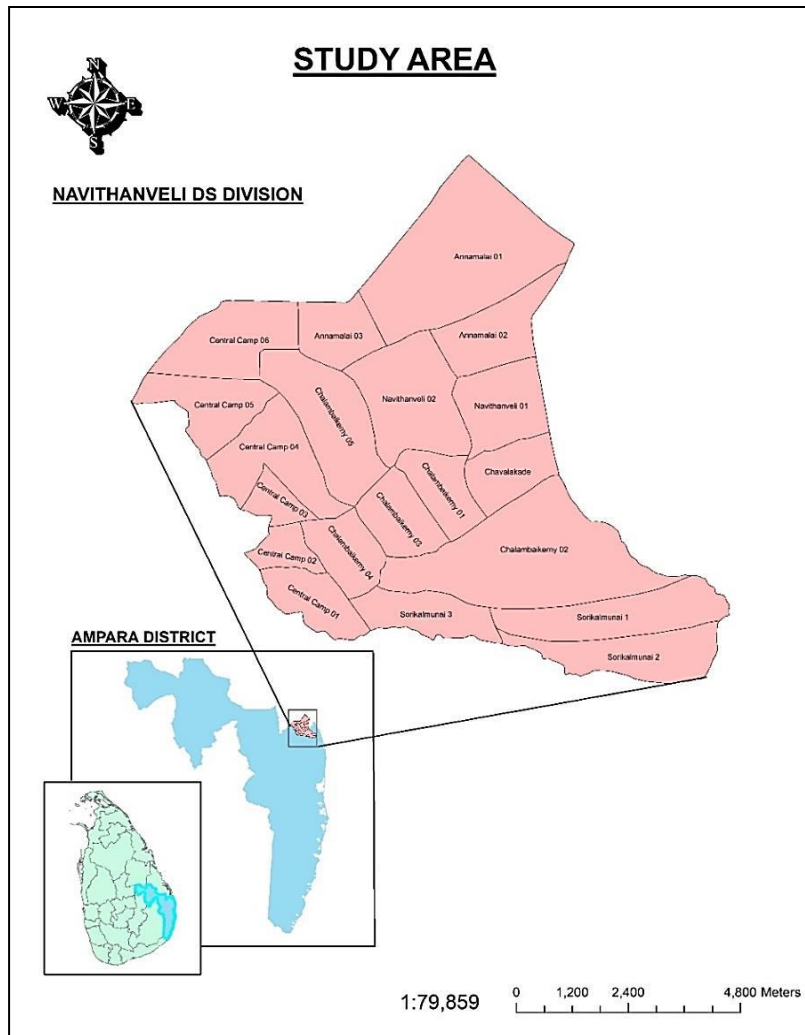 STUDY AREA
N
W E
S
NAVITHANVELI DS DIVISION
Annamalai 01
Annamalai 02
Annamalai 03
Central Camp 06
Navithanveli 02
Navithanveli 01
Central Camp 05
Chalambaikerny 05
Central Camp 04
Chavalakade
Chalambeikerny 01
Chalambaikerny 03
Central Camp 03
Chalambaikerny 02
Chalambaikerny 04
Central Camp 02
Central Camp 01
Sorikalmunai 3
Sorikalmunai 1
Sorikalmunai 2
AMPARA DISTRICT
1:79,859
0 1,200 2,400 4,800 Meters